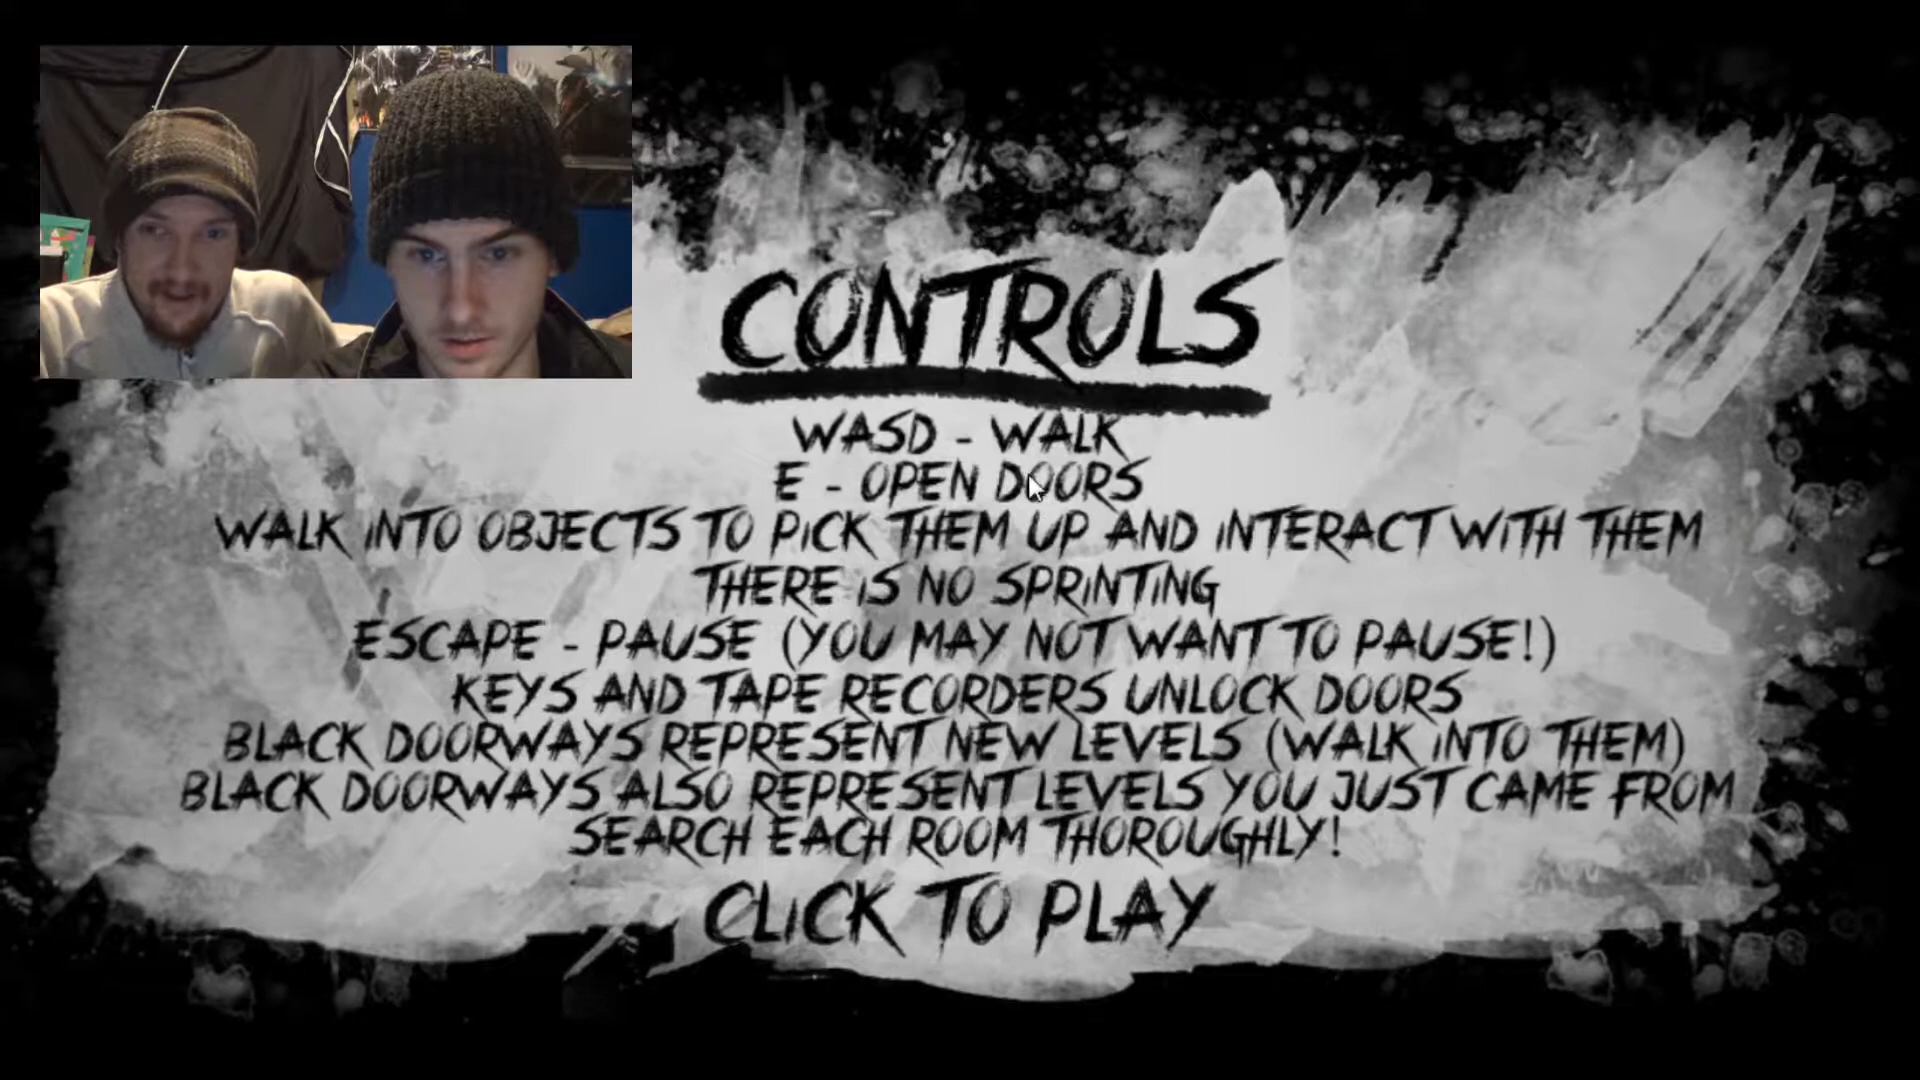 CONTROLS
WASD - WALK
E - OPEN DOORS
WALK INTO OBJECTS TO PICK THEM UP AND INTERACT WITH THEM
THERE IS NO SPRINTING
ESCAPE - PAUSE (YOU MAY NOT WANT TO PAUSE!)
KEYS AND TAPE RECORDERS UNLOCK DOORS
BLACK DOORWAYS REPRESENT NEW LEVELS (WALK INTO THEM)
BLACK DOORWAYS ALSO REPRESENT LEVELS YOU JUST CAME FROM
SEARCH EACH ROOM THOROUGHLY!
CLICK TO PLAY